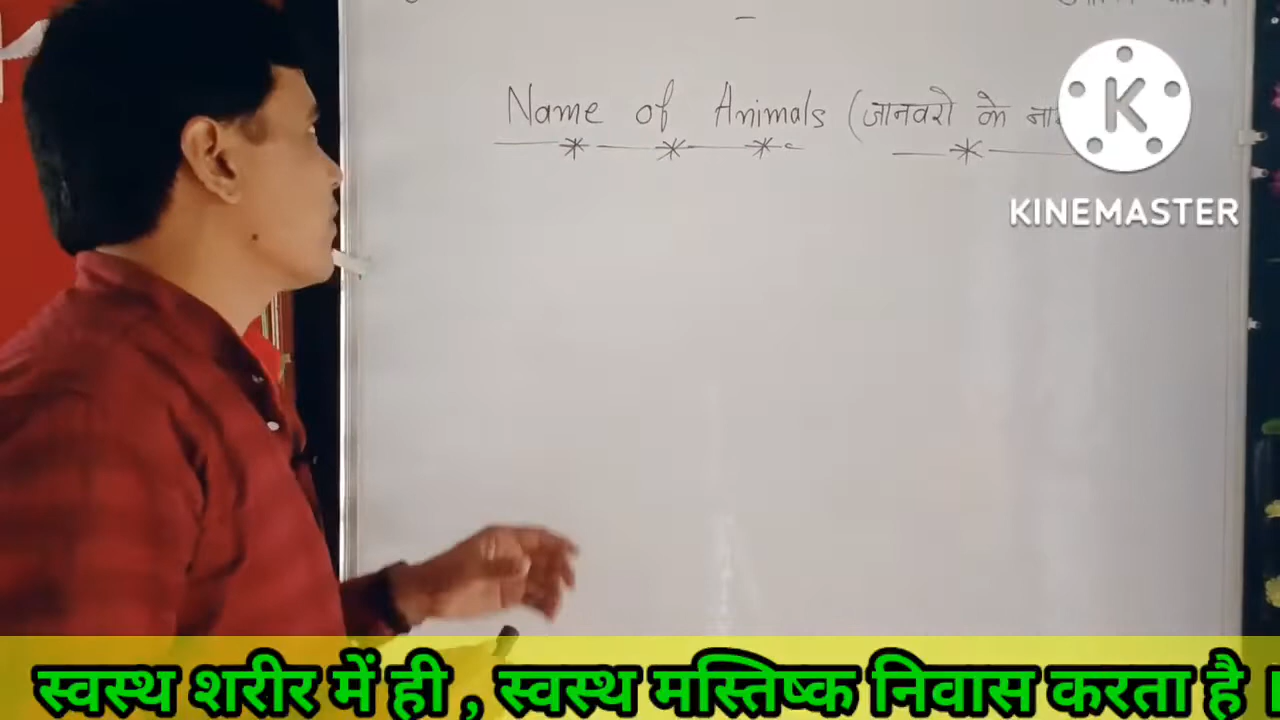 Name of Animals (जानवरो के
KINEMASTER
स्वस्थ शरीर में ही , स्वस्थ मस्तिष्क निवास करता है ।